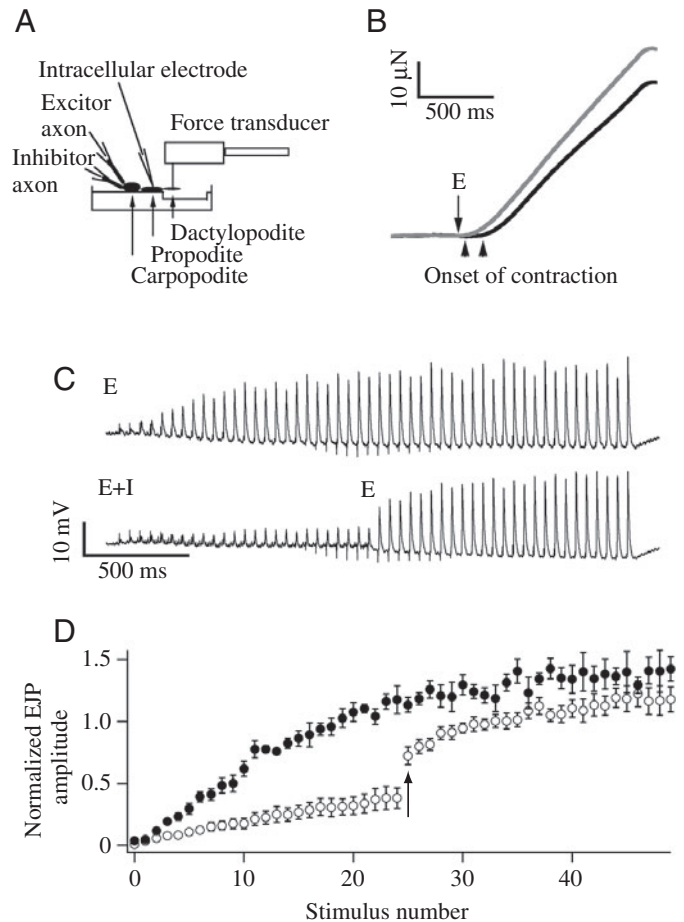 A
Intracellular electrode
Excitor
axon
Inhibitor
axon
Force transducer
Dactylopodite
Propodite
Carpopodite
B
10 µN
500 ms
E
Onset of contraction
C
E
E+I
E
10 mV
500 ms
D
Normalized EJP
amplitude
1.5
1.0
0.5
0
0
10
20
30
40
Stimulus number